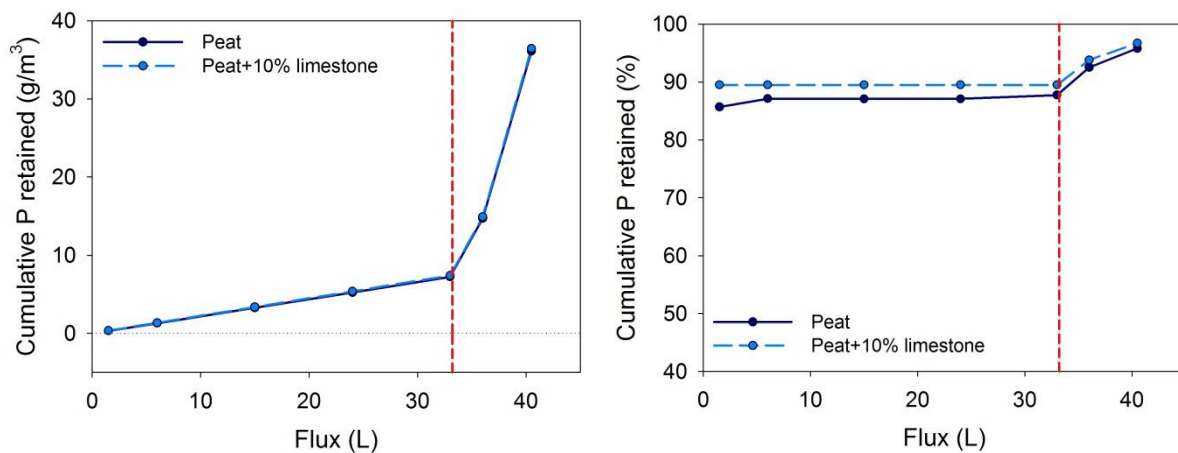 Cumulative P retained (g/m³)
40
30
20
10
0
Peat
Peat+10% limestone
0 10 20 30 40
Flux (L)
Cumulative P retained (%)
100
90
80
70
60
50
40
Peat
Peat+10% limestone
0 10 20 30 40
Flux (L)